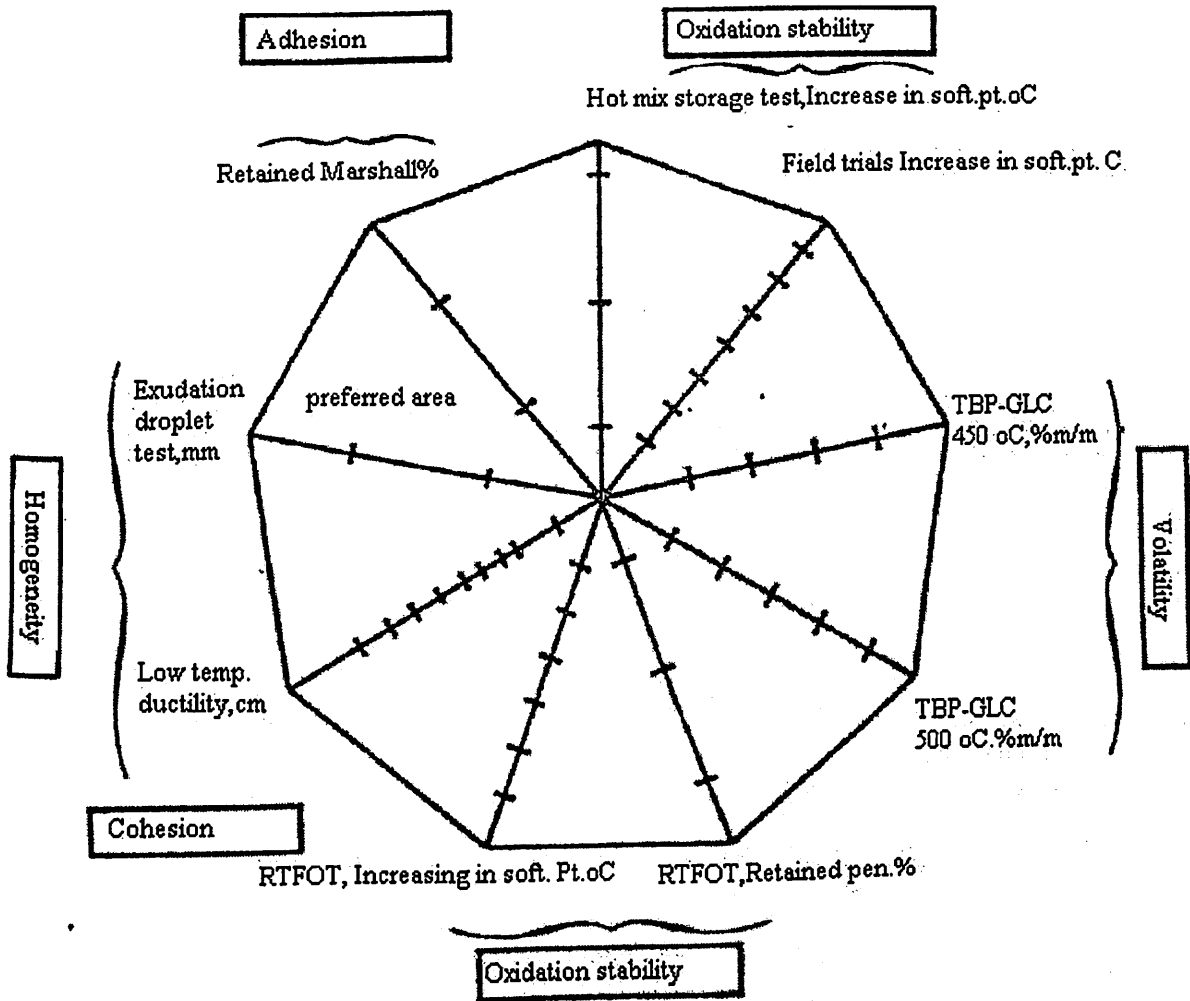 Adhesion
Oxidation stability
Hot mix storage test,Increase in soft.pt.oC
Retained Marshall%
Field trials Increase in soft.pt. C
Exudation
droplet
test,mm
preferred area
TBP-GLC
450 oC,%m/m
Homogeneity
Volatility
Low temp.
ductility,cm
TBP-GLC
500 oC.%m/m
Cohesion
RTFOT, Increasing in soft. Pt.oC
RTFOT,Retained pen.%
Oxidation stability